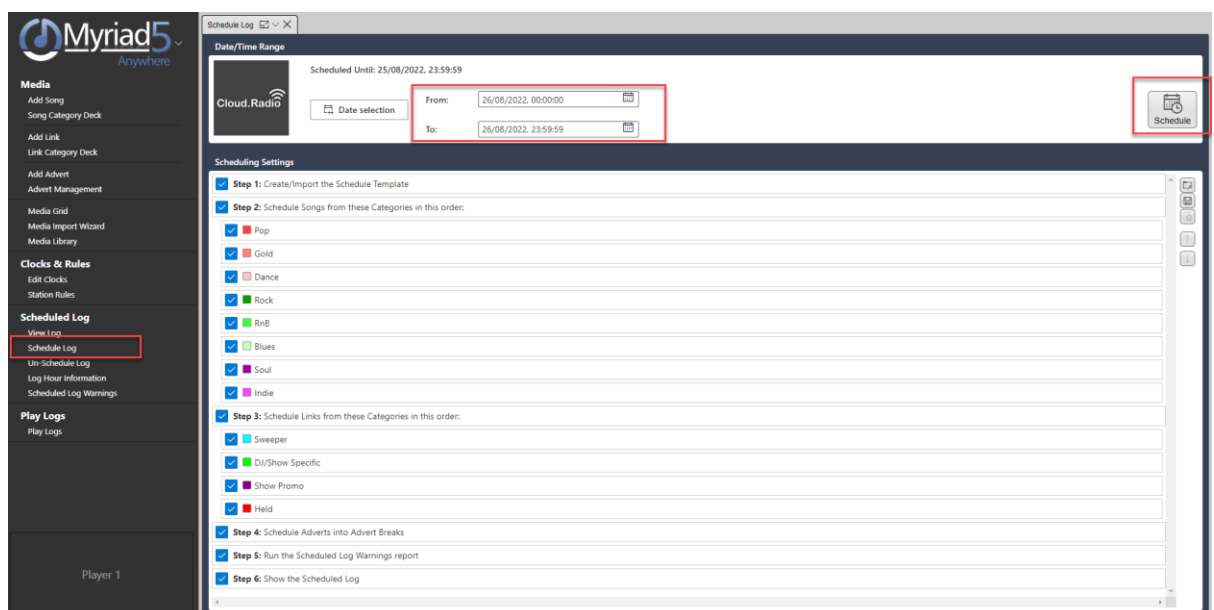 Myriad5
Anywhere
Media
Add Song
Song Category Deck
Add Link
Link Category Deck
Add Advert
Advert Management
Media Grid
Media Import Wizard
Media Library
Clocks & Rules
Edit Clocks
Station Rules
Scheduled Log
View Log
Schedule Log
Un-Schedule Log
Log Hour Information
Scheduled Log Warnings
Play Logs
Play Logs
Player 1
Schedule Log
Date/Time Range
Cloud.Radio
Scheduled Until: 25/08/2022, 23:59:59
Date selection
From: 26/08/2022, 00:00:00
To: 26/08/2022, 23:59:59
Schedule
Scheduling Settings
Step 1: Create/Import the Schedule Template
Step 2: Schedule Songs from these Categories in this order:
Pop
Gold
Dance
Rock
RnB
Blues
Soul
Indie
Step 3: Schedule Links from these Categories in this order:
Sweeper
DJ/Show Specific
Show Promo
Held
Step 4: Schedule Adverts into Advert Breaks
Step 5: Run the Scheduled Log Warnings report
Step 6: Show the Scheduled Log